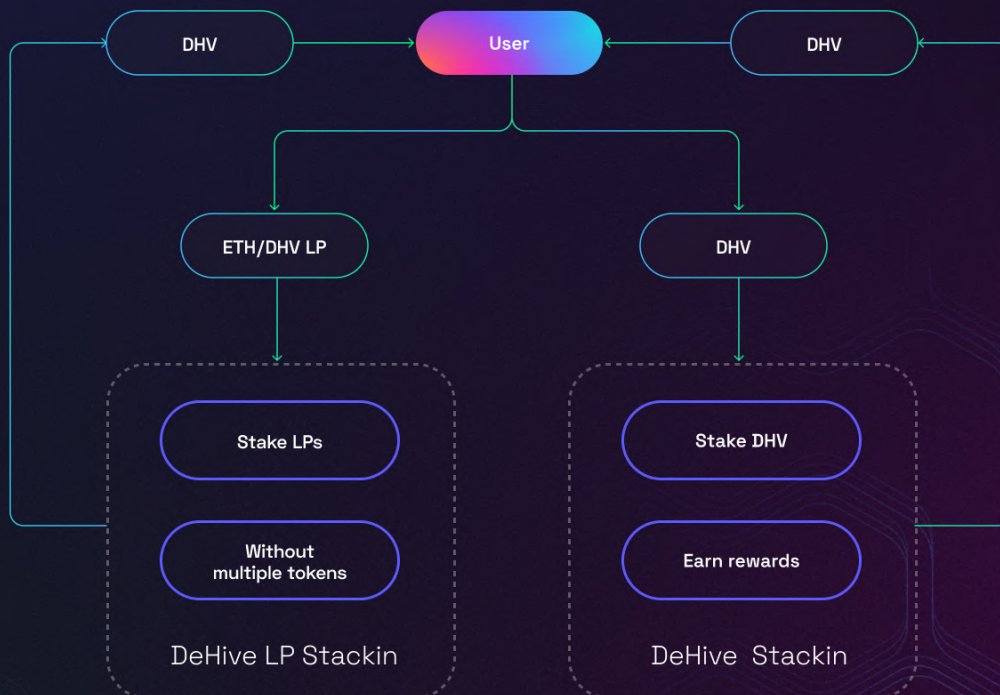 DHV
User
DHV
ETH/DHV LP
DHV
Stake LPs
Stake DHV
Without
multiple tokens
Earn rewards
DeHive LP Stackin
DeHive Stackin